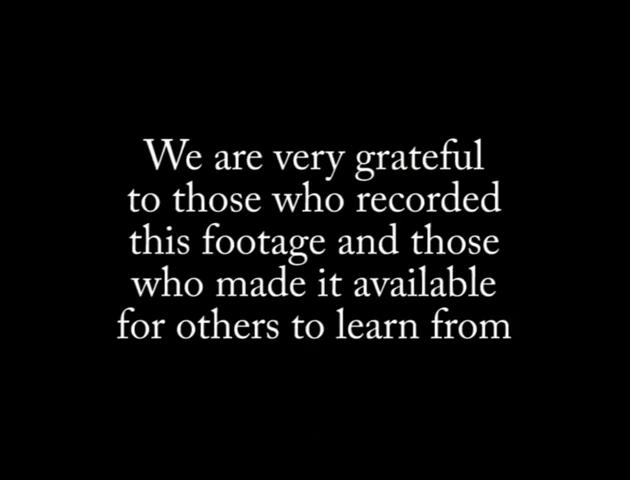 We are very grateful
to those who recorded
this footage and those
who made it available
for others to learn from